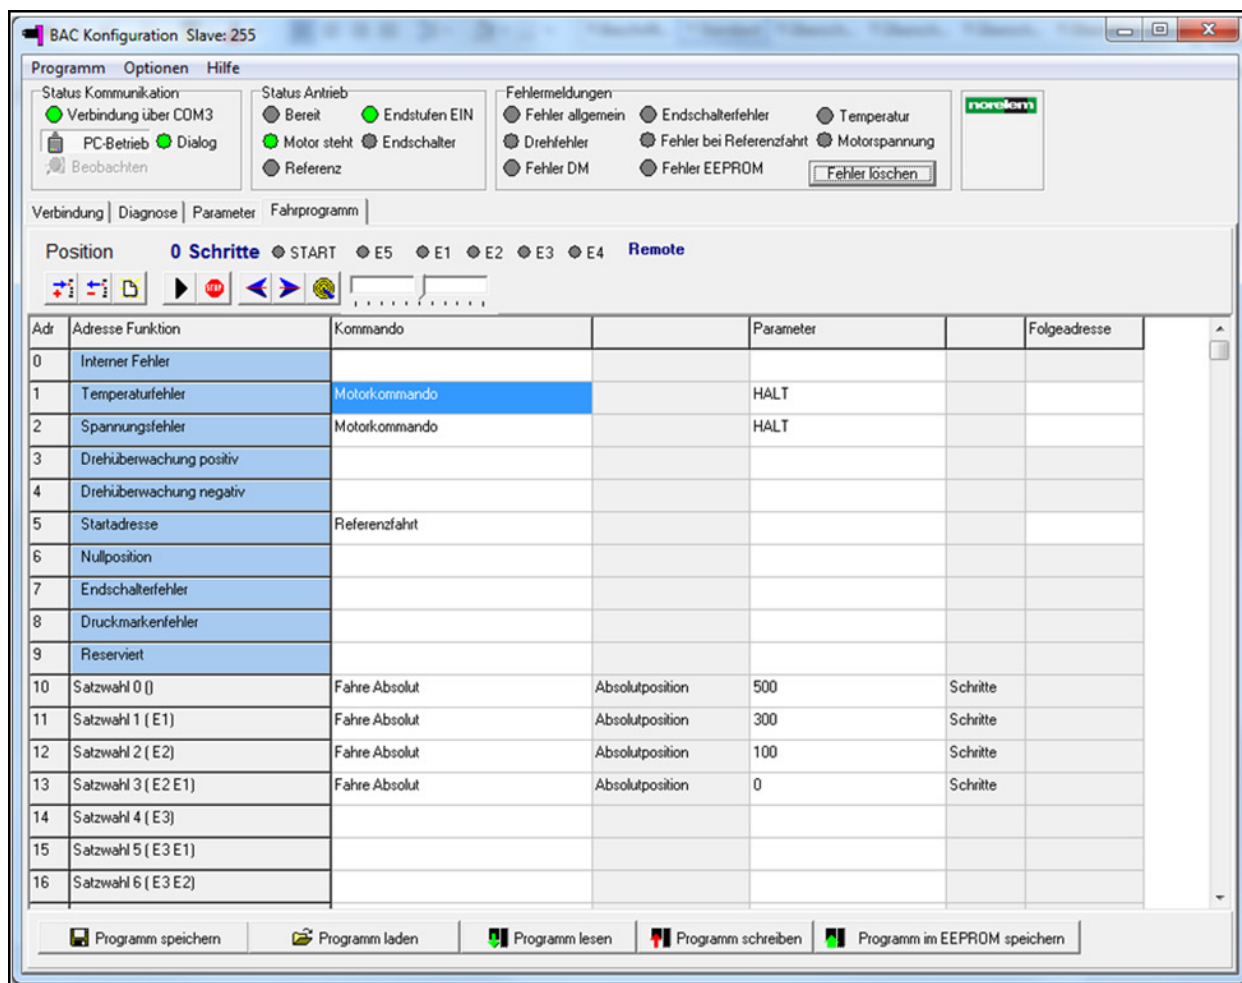 BAC Konfiguration Slave: 255
Programm Optionen Hilfe
Status Kommunikation Status Antrieb Fehlermeldungen
Verbindung über COM3 Bereit Endstufen EIN Fehler allgemein Endschalterfehler Temperatur norelem
PC-Betrieb Dialog Motor steht Endschalter Drehfehler Fehler bei Referenzfahrt Motorspannung
Beobachten Referenz Fehler DM Fehler EEPROM Fehler löschen
Verbindung Diagnose Parameter Fahrprogramm
Position 0 Schritte START E5 E1 E2 E3 E4 Remote
STOP
Adr Adresse Funktion Kommando Parameter Folgeadresse
0 Interner Fehler
1 Temperaturfehler Motorkommando HALT
2 Spannungsfehler Motorkommando HALT
3 Drehüberwachung positiv
4 Drehüberwachung negativ
5 Startadresse Referenzfahrt
6 Nullposition
7 Endschalterfehler
8 Druckmarkenfehler
9 Reserviert
10 Satzwahl 0 () Fahre Absolut Absolutposition 500 Schritte
11 Satzwahl 1 ( E1) Fahre Absolut Absolutposition 300 Schritte
12 Satzwahl 2 ( E2) Fahre Absolut Absolutposition 100 Schritte
13 Satzwahl 3 ( E2 E1) Fahre Absolut Absolutposition 0 Schritte
14 Satzwahl 4 ( E3)
15 Satzwahl 5 ( E3 E1)
16 Satzwahl 6 ( E3 E2)
Programm speichern Programm laden Programm lesen Programm schreiben Programm im EEPROM speichern